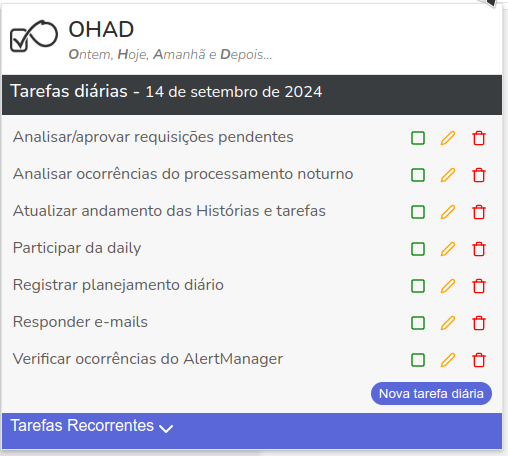 OHAD
Ontem, Hoje, Amanhã e Depois...
Tarefas diárias - 14 de setembro de 2024
Analisar/aprovar requisições pendentes
Analisar ocorrências do processamento noturno
Atualizar andamento das Histórias e tarefas
Participar da daily
Registrar planejamento diário
Responder e-mails
Verificar ocorrências do AlertManager
Nova tarefa diária
Tarefas Recorrentes